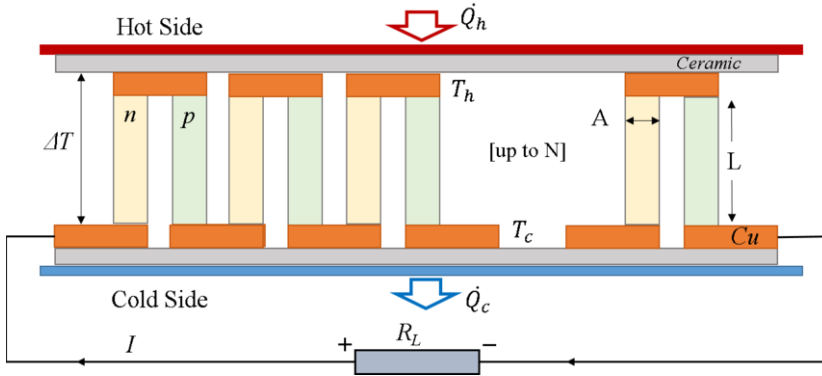 Hot Side
Q̇h
Ceramic
n
p
Th
ΔT
A
[up to N]
L
Tc
Cu
Cold Side
Q̇c
I
+
RL
−